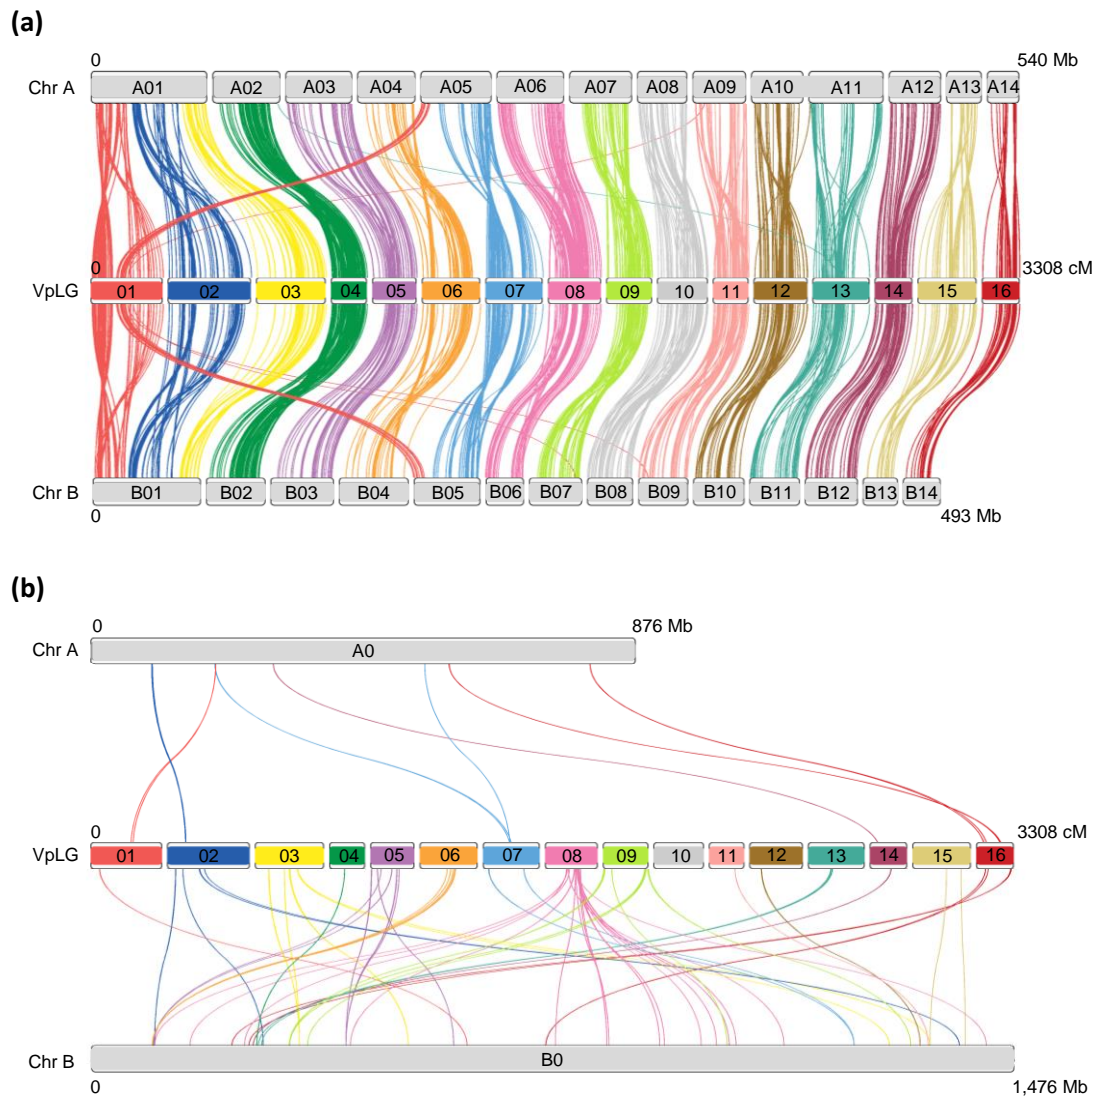 (a)
0 540 Mb
Chr A A01 A02 A03 A04 A05 A06 A07 A08 A09 A10 A11 A12 A13 A14
0 3308 cM
VpLG 01 02 03 04 05 06 07 08 09 10 11 12 13 14 15 16
Chr B B01 B02 B03 B04 B05 B06 B07 B08 B09 B10 B11 B12 B13 B14
0 493 Mb
(b)
0 876 Mb
Chr A A0
0 3308 cM
VpLG 01 02 03 04 05 06 07 08 09 10 11 12 13 14 15 16
Chr B B0
0 1,476 Mb